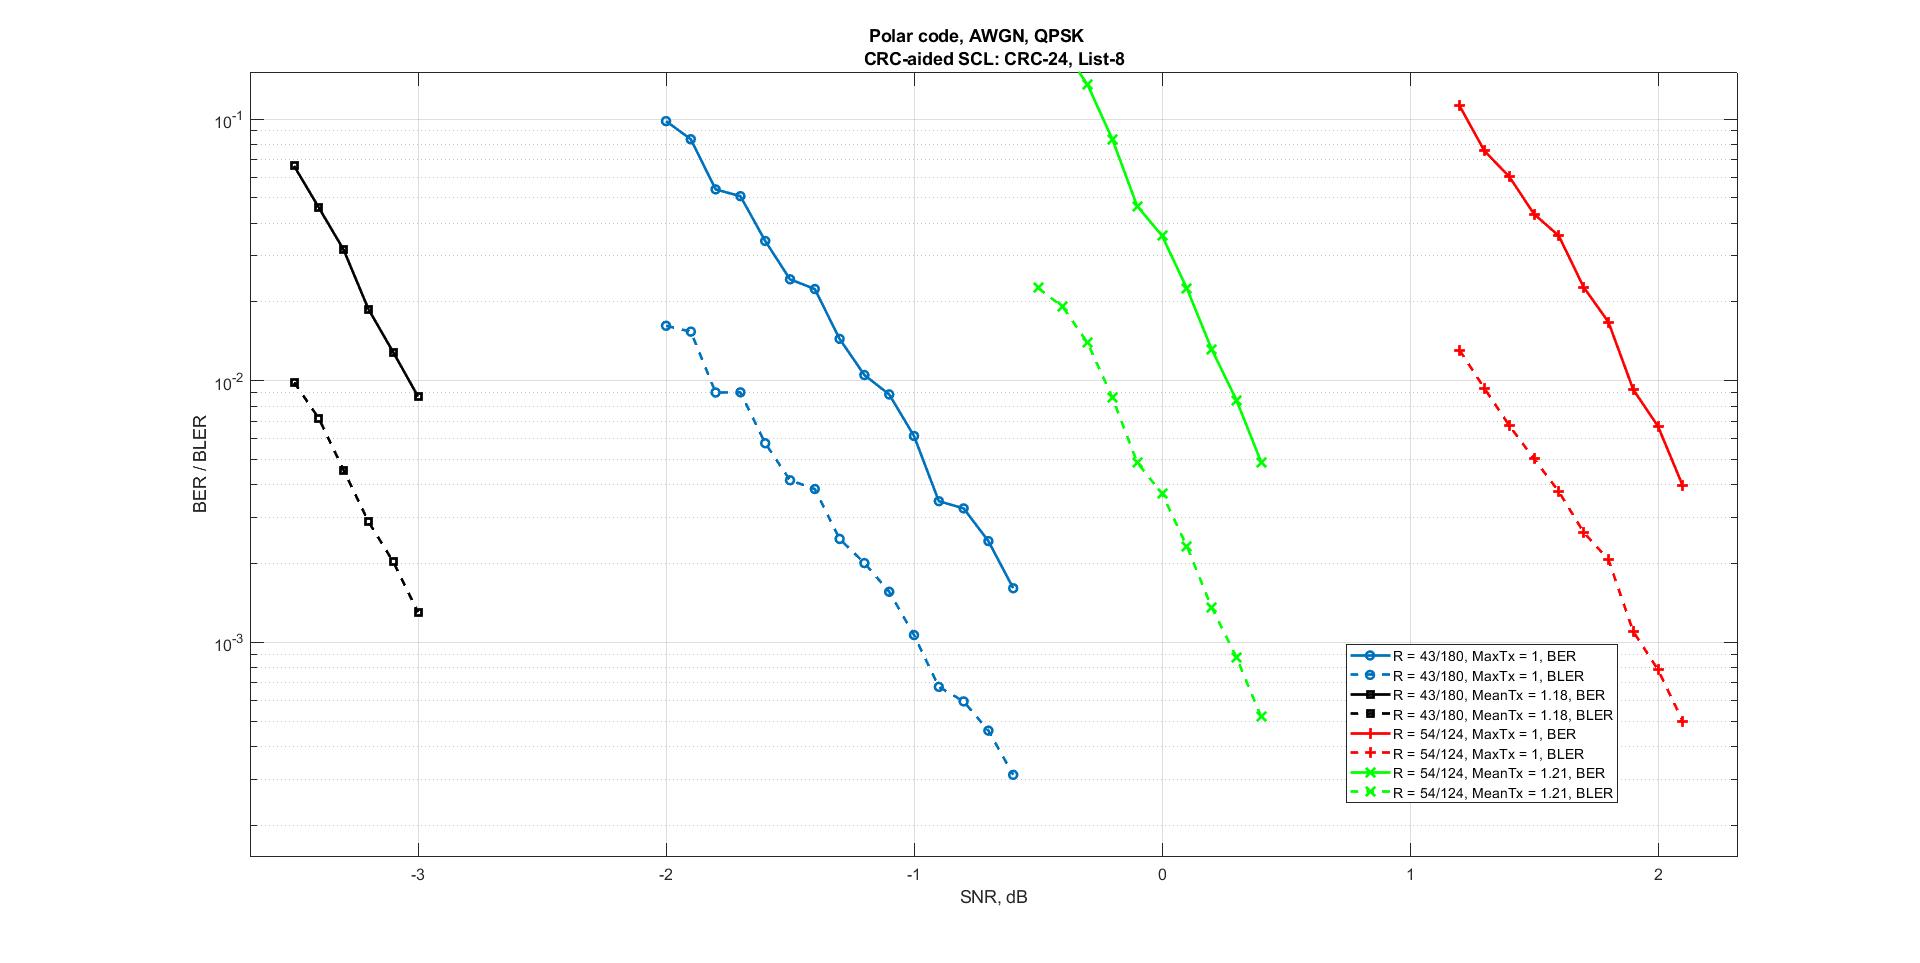 Polar code, AWGN, QPSK
CRC-aided SCL: CRC-24, List-8
BER / BLER
10-1
10-2
10-3
R = 43/180, MaxTx = 1, BER
R = 43/180, MaxTx = 1, BLER
R = 43/180, MeanTx = 1.18, BER
R = 43/180, MeanTx = 1.18, BLER
R = 54/124, MaxTx = 1, BER
R = 54/124, MaxTx = 1, BLER
R = 54/124, MeanTx = 1.21, BER
R = 54/124, MeanTx = 1.21, BLER
-3 -2 -1 0 1 2
SNR, dB